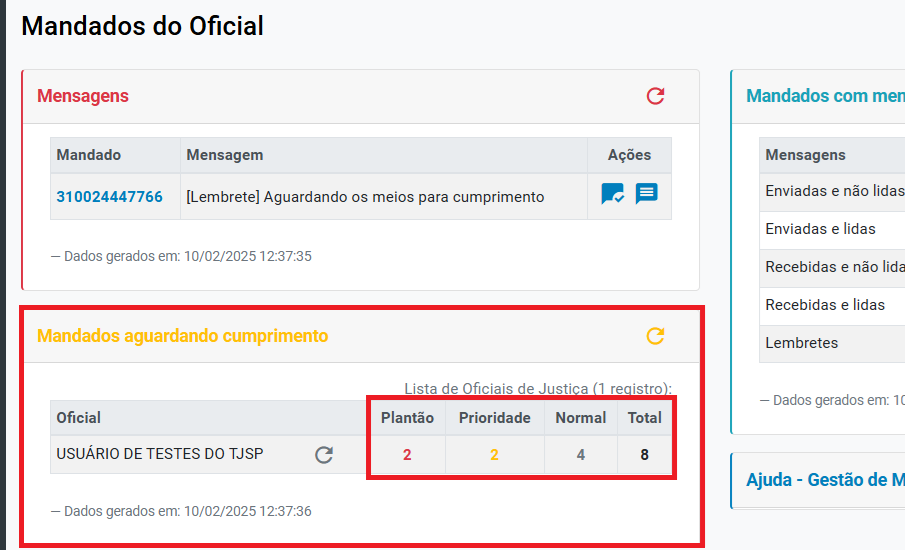 Mandados do Oficial
Mensagens
Mandado Mensagem Ações
310024447766 [Lembrete] Aguardando os meios para cumprimento
— Dados gerados em: 10/02/2025 12:37:35
Mandados aguardando cumprimento
Lista de Oficiais de Justiça (1 registro):
Oficial Plantão Prioridade Normal Total
USUÁRIO DE TESTES DO TJSP 2 2 4 8
— Dados gerados em: 10/02/2025 12:37:36
Mandados com men
Mensagens
Enviadas e não lidas
Enviadas e lidas
Recebidas e não lida
Recebidas e lidas
Lembretes
— Dados gerados em: 10
Ajuda - Gestão de M